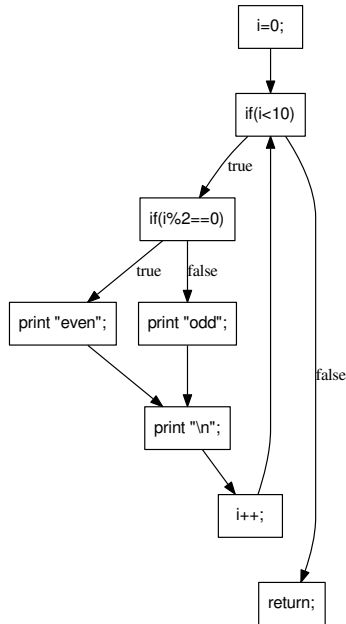 i=0;
if(i<10)
true
if(i%2==0)
true
false
print "even";
print "odd";
false
print "\n";
i++;
return;